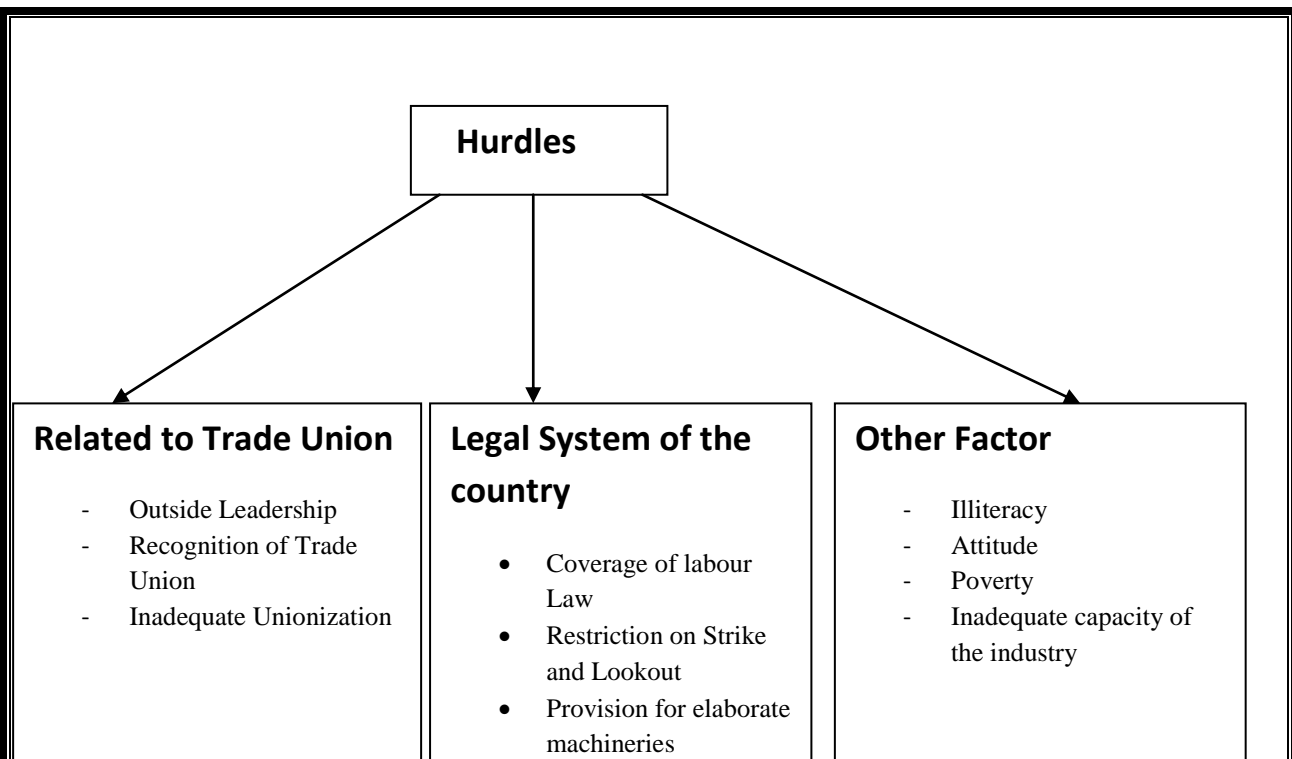 Hurdles
Related to Trade Union
- Outside Leadership
- Recognition of Trade
Union
- Inadequate Unionization
Legal System of the
country
• Coverage of labour
Law
• Restriction on Strike
and Lookout
• Provision for elaborate
machineries
Other Factor
- Illiteracy
- Attitude
- Poverty
- Inadequate capacity of
the industry